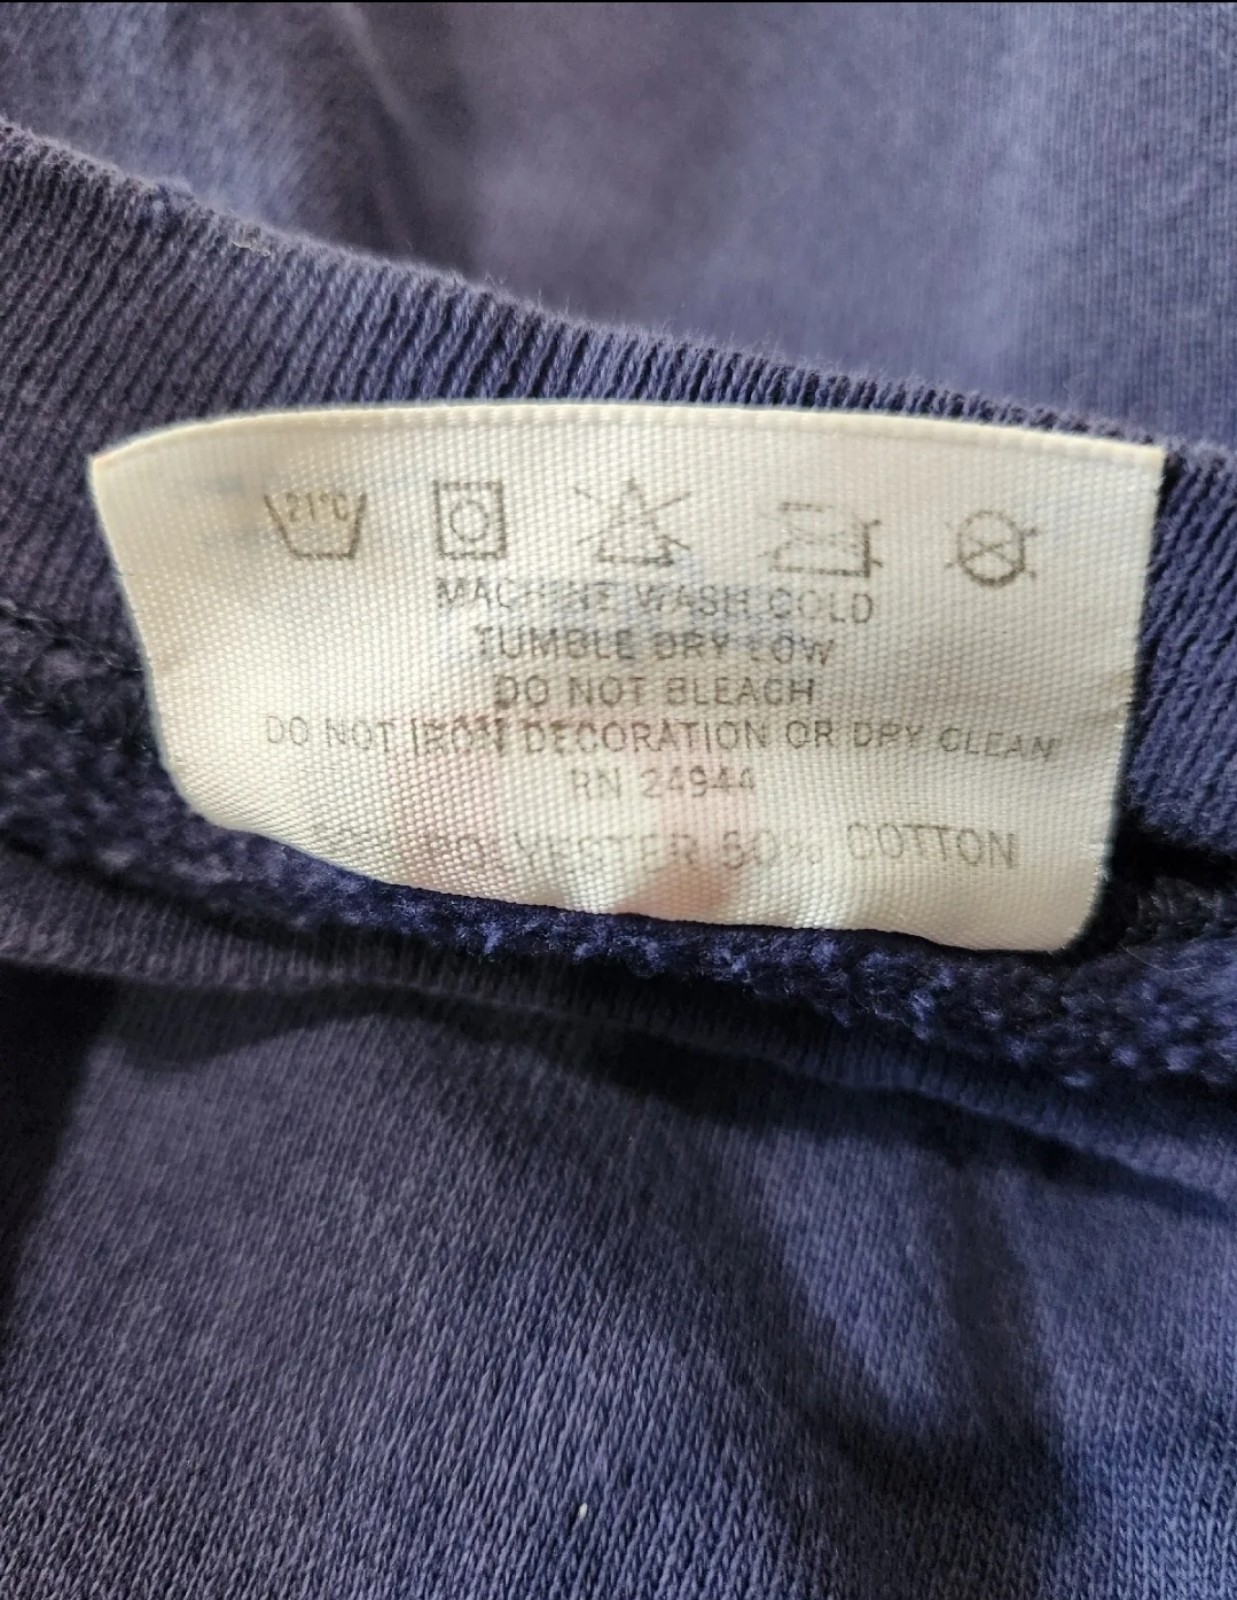 21°C
MACHINE WASH COLD
TUMBLE DRY LOW
DO NOT BLEACH
DO NOT IRON DECORATION OR DRY CLEAN
RN 24944
POLYESTER 50% COTTON